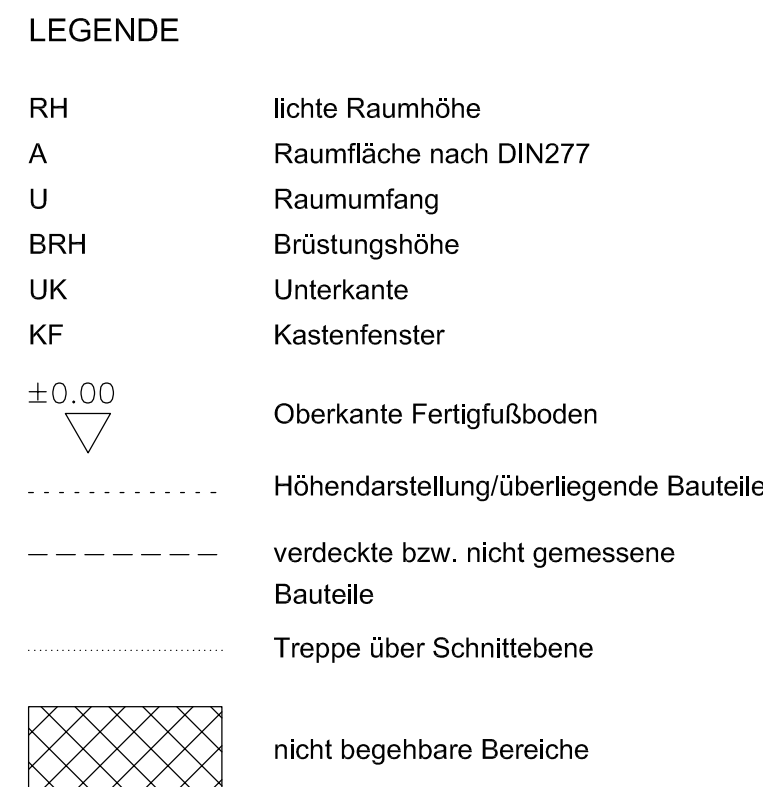 LEGENDE
RH lichte Raumhöhe
A Raumfläche nach DIN277
U Raumumfang
BRH Brüstungshöhe
UK Unterkante
KF Kastenfenster
±0.00
Oberkante Fertigfußboden
Höhendarstellung/überliegende Bauteile
verdeckte bzw. nicht gemessene
Bauteile
Treppe über Schnittebene
nicht begehbare Bereiche